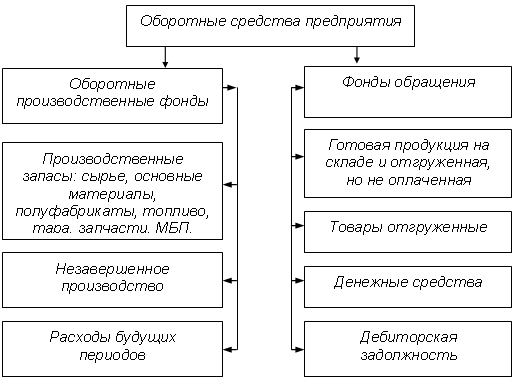 Оборотные средства предприятия
Оборотные
производственные фонды
Производственные
запасы: сырье, основные
материалы,
полуфабрикаты, топливо,
тара. запчасти. МБП.
Незавершенное
производство
Расходы будущих
периодов
Фонды обращения
Готовая продукция на
складе и отгруженная,
но не оплаченная
Товары отгруженные
Денежные средства
Дебиторская
задолжность